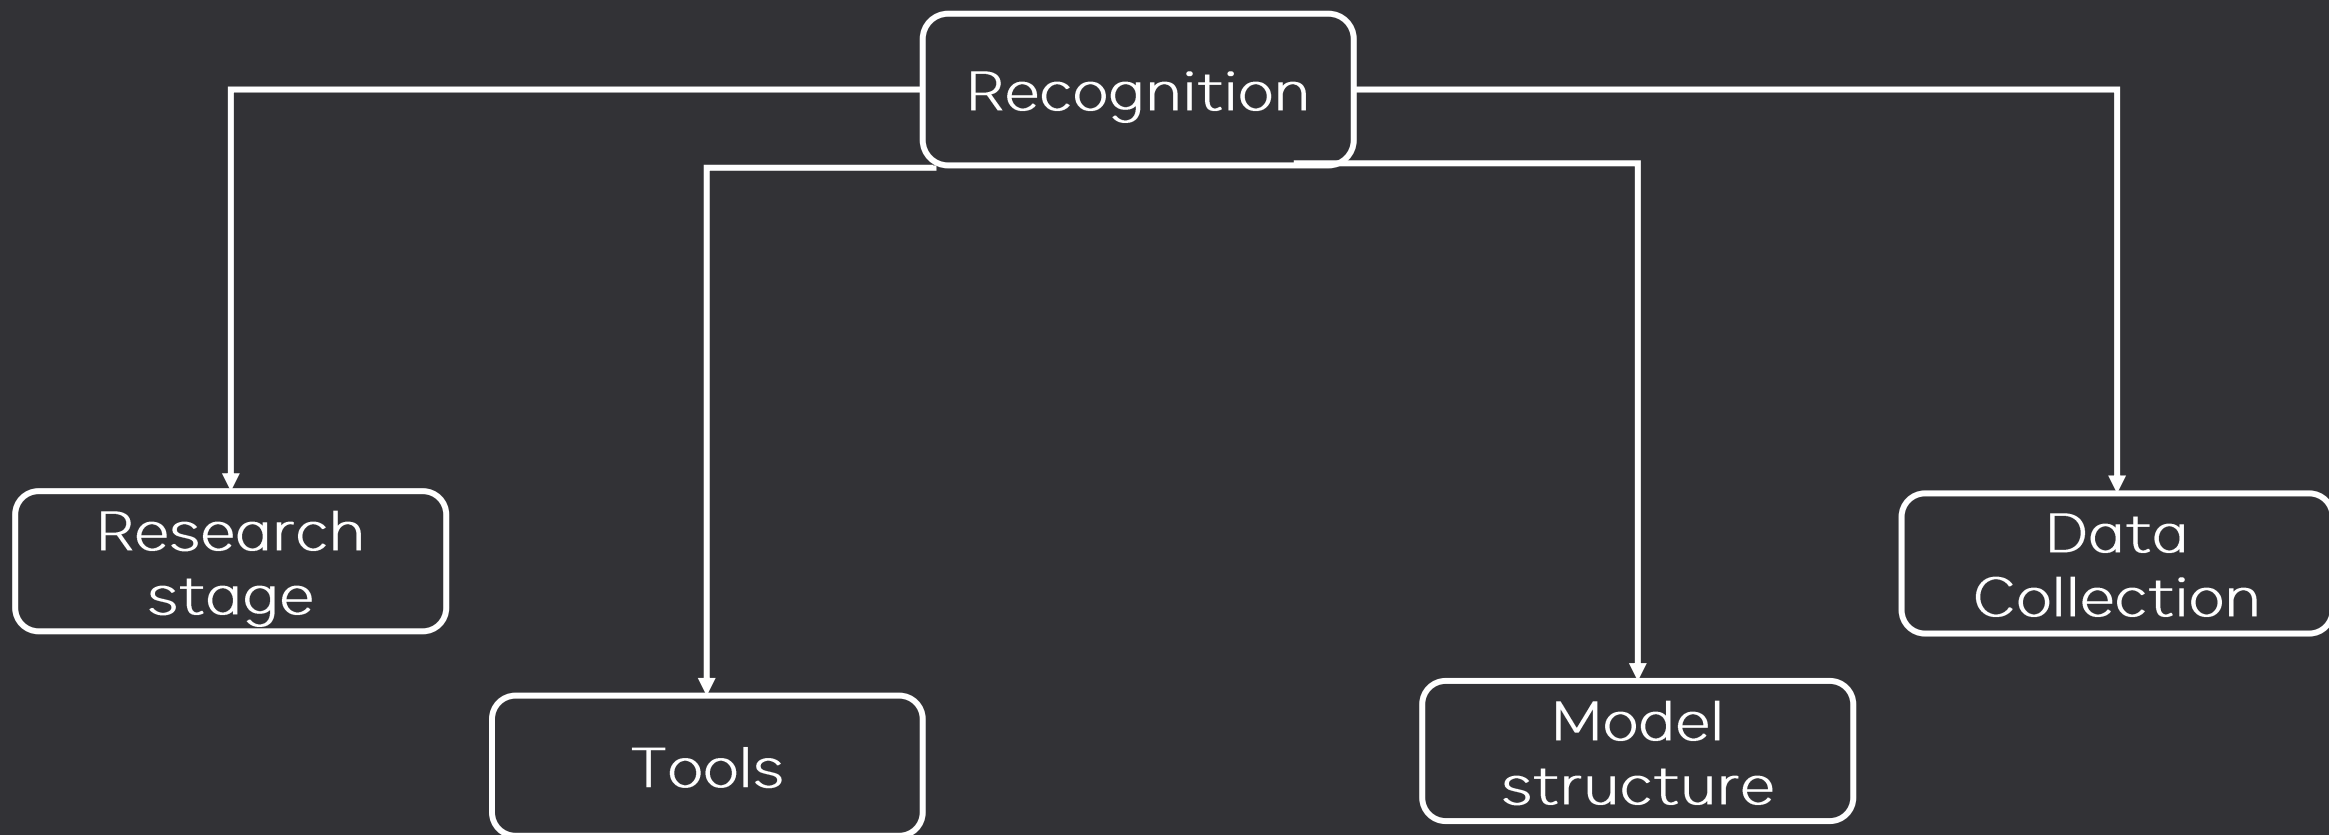 Recognition
Research
stage
Data
Collection
Tools
Model
structure